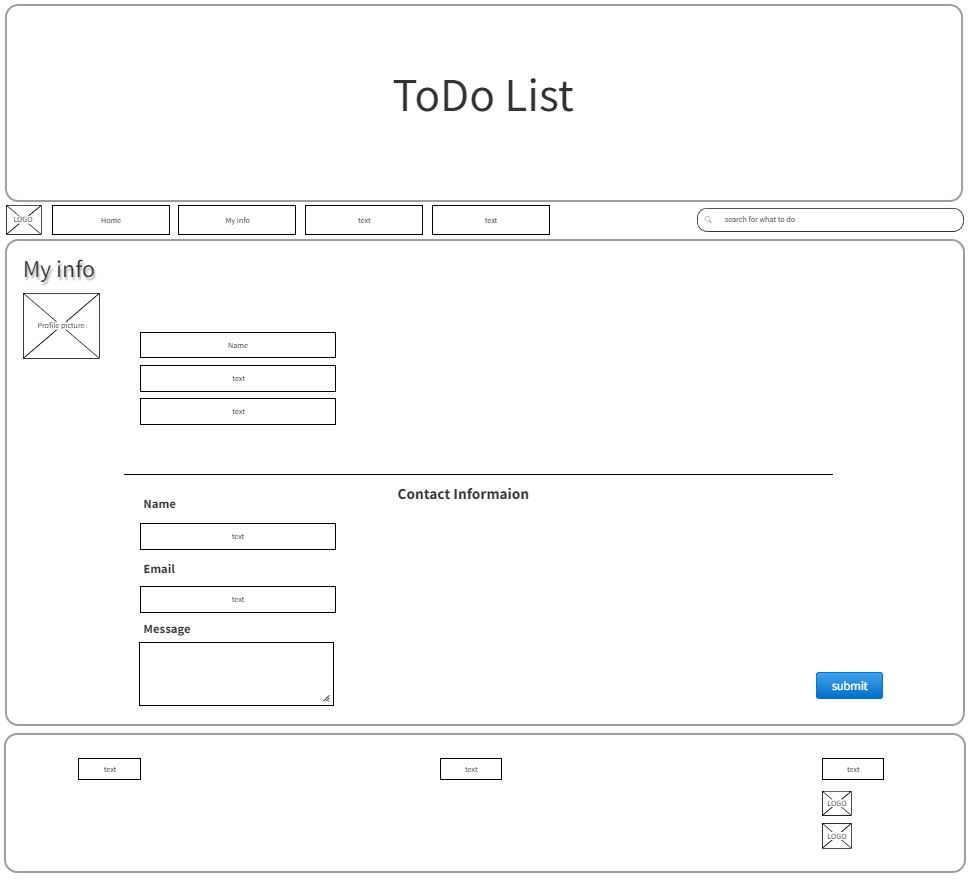 ToDo List
LOGO
Home
My Info
text
text
search for what to do
My info
Profile picture
Name
text
text
Contact Informaion
Name
text
Email
text
Message
submit
text
text
text
LOGO
LOGO